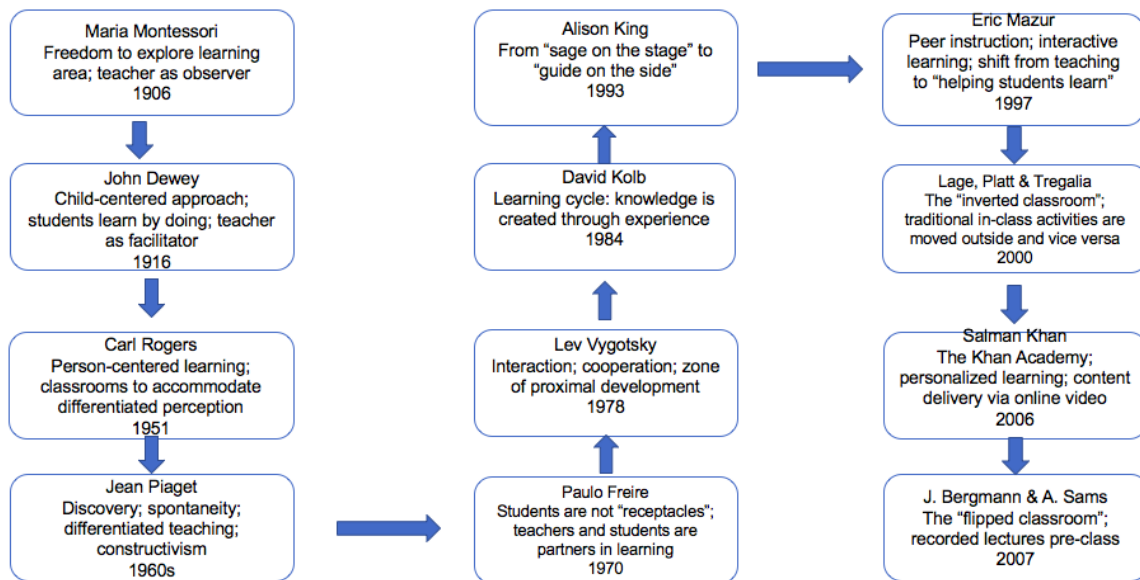 Maria Montessori
Freedom to explore learning
area; teacher as observer
1906
John Dewey
Child-centered approach;
students learn by doing; teacher
as facilitator
1916
Carl Rogers
Person-centered learning;
classrooms to accommodate
differentiated perception
1951
Jean Piaget
Discovery; spontaneity;
differentiated teaching;
constructivism
1960s
Paulo Freire
Students are not “receptacles”;
teachers and students are
partners in learning
1970
Lev Vygotsky
Interaction; cooperation; zone
of proximal development
1978
David Kolb
Learning cycle: knowledge is
created through experience
1984
Alison King
From “sage on the stage” to
“guide on the side”
1993
Eric Mazur
Peer instruction; interactive
learning; shift from teaching
to “helping students learn”
1997
Lage, Platt & Tregalia
The “inverted classroom”;
traditional in-class activities are
moved outside and vice versa
2000
Salman Khan
The Khan Academy;
personalized learning; content
delivery via online video
2006
J. Bergmann & A. Sams
The “flipped classroom”;
recorded lectures pre-class
2007